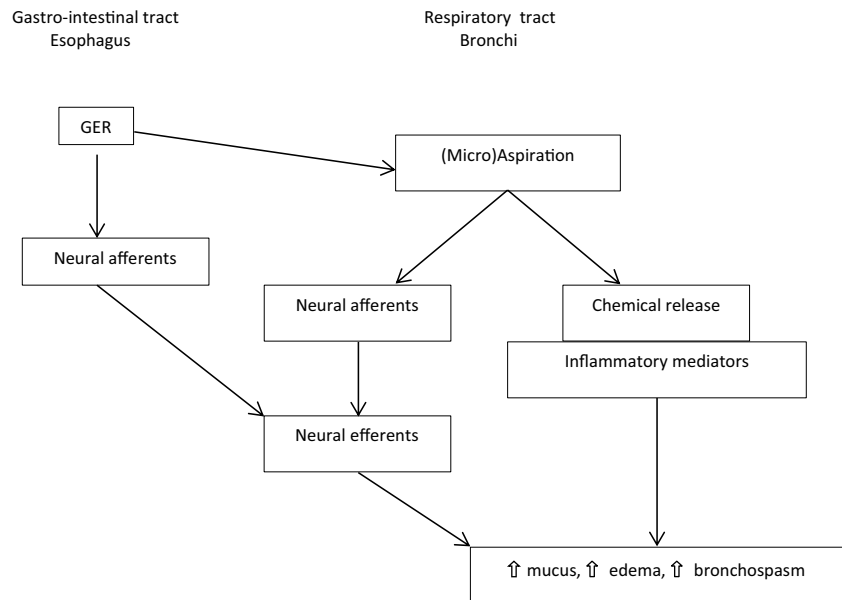 Gastro-intestinal tract
Esophagus
Respiratory tract
Bronchi
GER
(Micro)Aspiration
Neural afferents
Neural afferents
Chemical release
Inflammatory mediators
Neural efferents
⇧ mucus, ⇧ edema, ⇧ bronchospasm